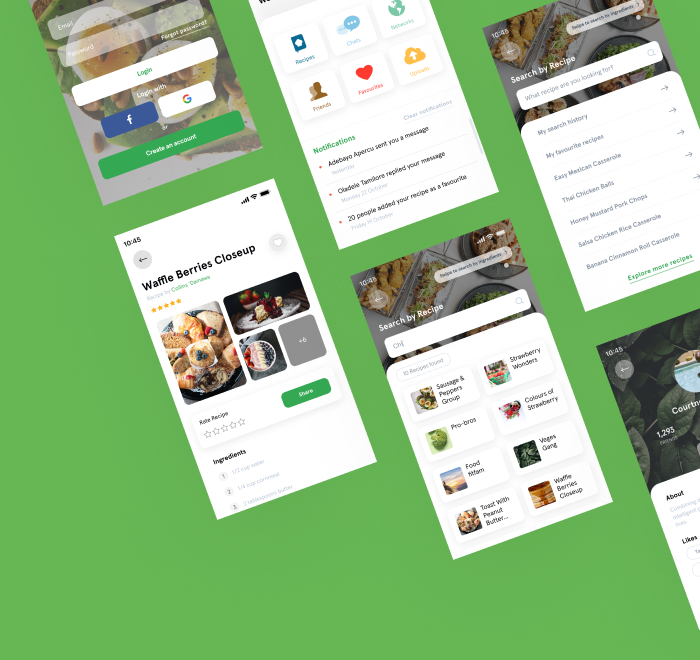 Email
Password
Forgot password?
Login
Login with
f
G
or
Create an account
Recipes
Chats
Networks
Friends
Favourites
Uploads
Clear notifications
Notifications
Adebayo Apercu sent you a message
Yesterday
Oladele Tamilore replied your message
Monday 22 October
20 people added your recipe as a favourite
Friday 19 October
10:45
Swipe to search by ingredients
Search by Recipe
What recipe are you looking for?
My search history
My favourite recipes
Easy Mexican Casserole
Thai Chicken Balls
Honey Mustard Pork Chops
Salsa Chicken Rice Casserole
Banana Cinnamon Roll Casserole
Explore more recipes
10:45
Waffle Berries Closeup
Recipe by Collins Daniews
+6
Rate Recipe
Share
Ingredients
1 1/2 cup water
2 1/4 cup cornmeal
3 2 tablespoons butter
10:45
Swipe to search by ingredients
Search by Recipe
Chi
10 Recipes found
Sausage &
Peppers
Group
Strawberry
Wonders
Pro-bros
Colours of
Strawberry
Food
fitfam
Veges
Gang
Toast With
Peanut
Butter...
Waffle
Berries
Closeup
10:45
Courtn
1,293
About
Likes